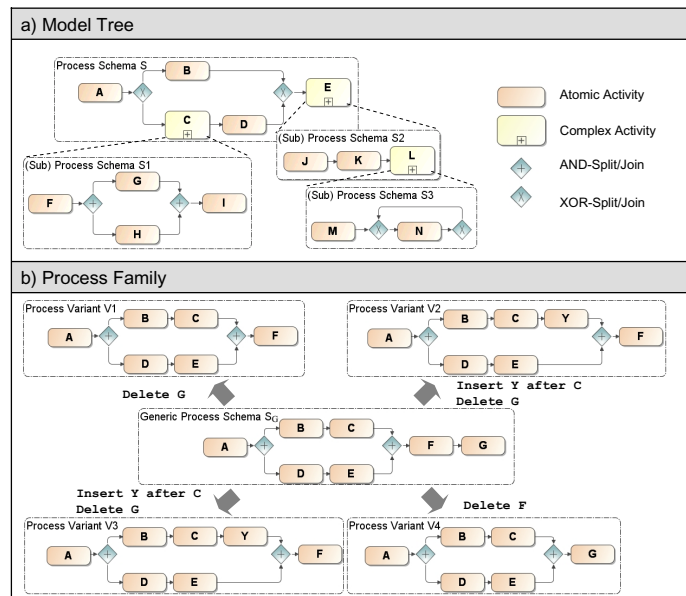 a) Model Tree
Process Schema S
A
B
C
D
E
Atomic Activity
Complex Activity
AND-Split/Join
XOR-Split/Join
(Sub) Process Schema S1
F
G
H
I
(Sub) Process Schema S2
J
K
L
(Sub) Process Schema S3
M
N
b) Process Family
Process Variant V1
A
B
C
D
E
F
Process Variant V2
A
B
C
Y
D
E
F
Delete G
Insert Y after C
Delete G
Generic Process Schema SG
A
B
C
D
E
F
G
Insert Y after C
Delete G
Delete F
Process Variant V3
A
B
C
Y
D
E
F
Process Variant V4
A
B
C
D
E
G